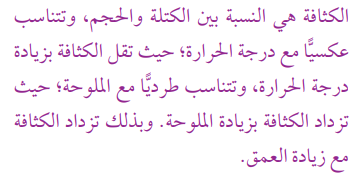 الكثافة هي النسبة بين الكتلة والحجم، وتتناسب
عكسيًّا مع درجة الحرارة؛ حيث تقل الكثافة بزيادة
درجة الحرارة، وتتناسب طرديًّا مع الملوحة؛ حيث
تزداد الكثافة بزيادة الملوحة. وبذلك تزداد الكثافة
مع زيادة العمق.